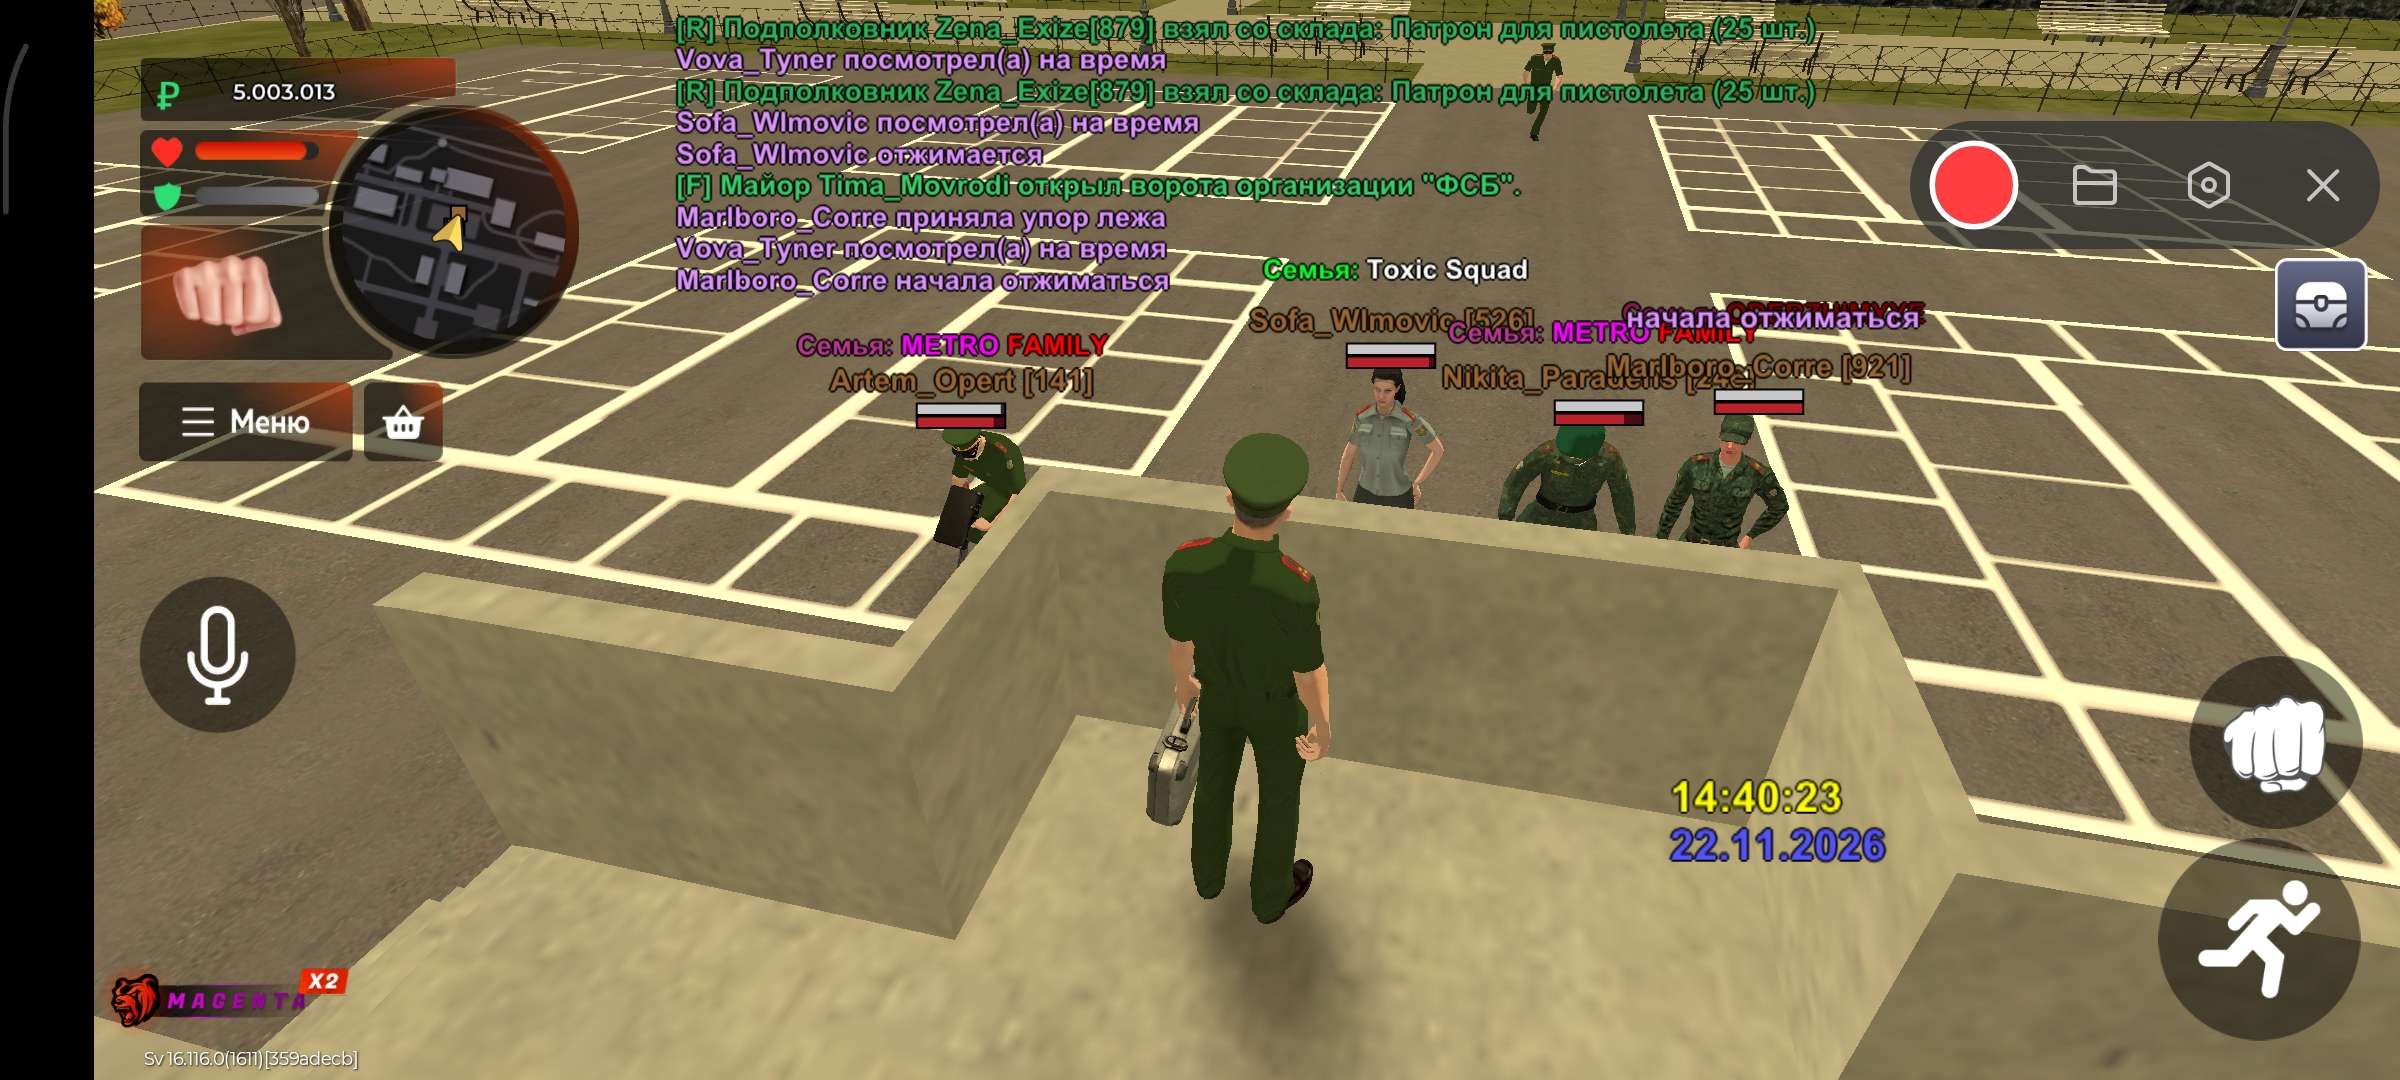 [R] Подполковник Zena_Exize[879] взял со склада: Патрон для пистолета (25 шт.)
Vova_Tyner посмотрел(а) на время
[R] Подполковник Zena_Exize[879] взял со склада: Патрон для пистолета (25 шт.)
Sofa_Wlmovic посмотрел(а) на время
Sofa_Wlmovic отжимается
[F] Майор Tima_Movrodi открыл ворота организации "ФСБ".
Marlboro_Corre приняла упор лежа
Vova_Tyner посмотрел(а) на время
Marlboro_Corre начала отжиматься
5.003.013
Меню
Семья: Toxic Squad
Sofa_Wlmovic [526]
начала отжиматься
Семья: METRO FAMILY
Семья: METRO FAMILY
Artem_Opert [141]
Marlboro_Corre [921]
14:40:23
22.11.2026
X2
MAGENTA
Sv 16.116.0(1611)[359adecb]